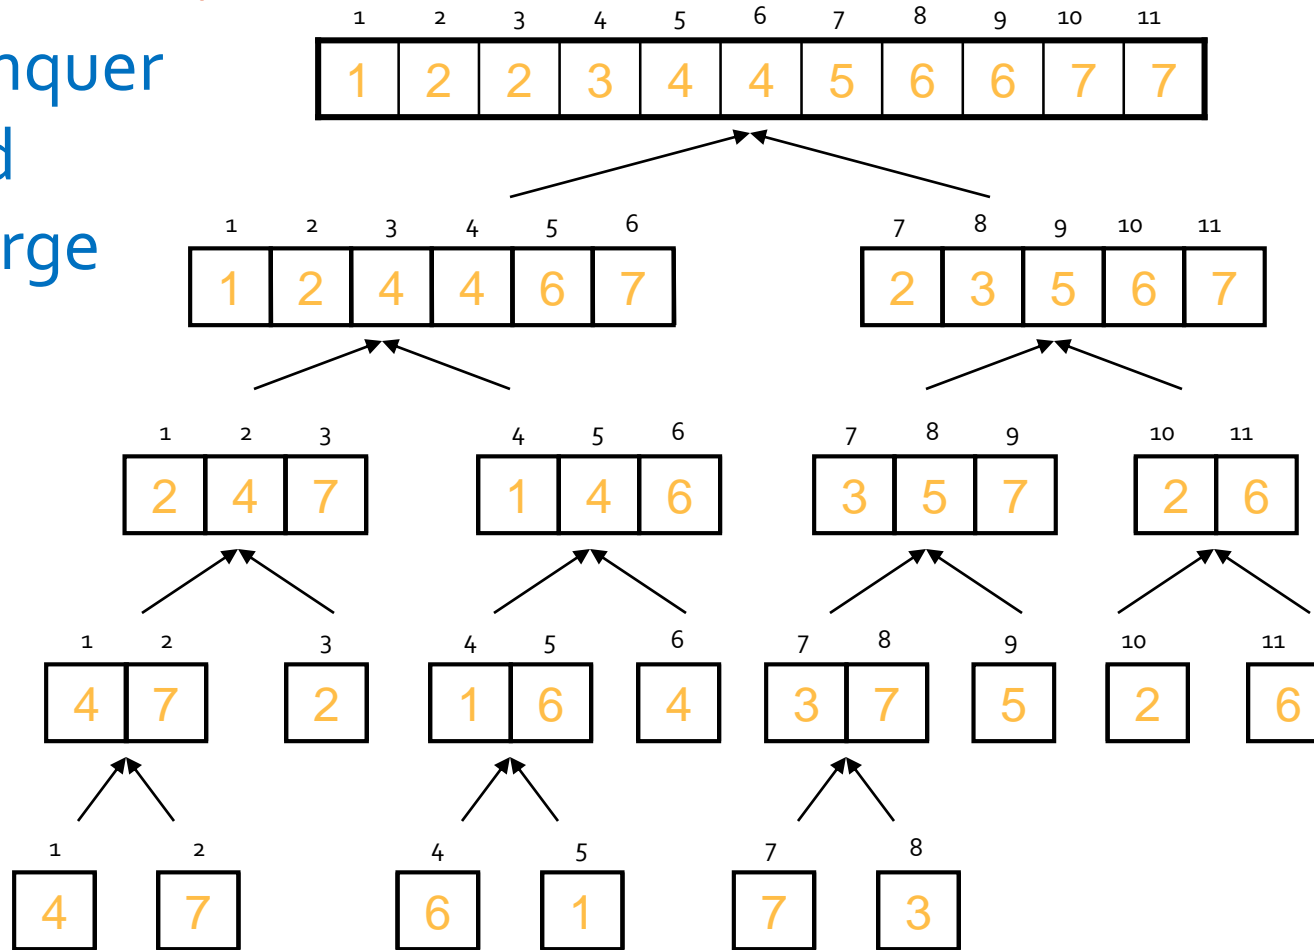 1 2 3 4 5 6 7 8 9 10 11
nquer
1 2 2 3 4 4 5 6 6 7 7
d
1 2 3 4 5 6 7 8 9 10 11
rge
1 2 4 4 6 7 2 3 5 6 7
1 2 3 4 5 6 7 8 9 10 11
2 4 7 1 4 6 3 5 7 2 6
1 2 3 4 5 6 7 8 9 10 11
4 7 2 1 6 4 3 7 5 2 6
1 2 4 5 7 8
4 7 6 1 7 3